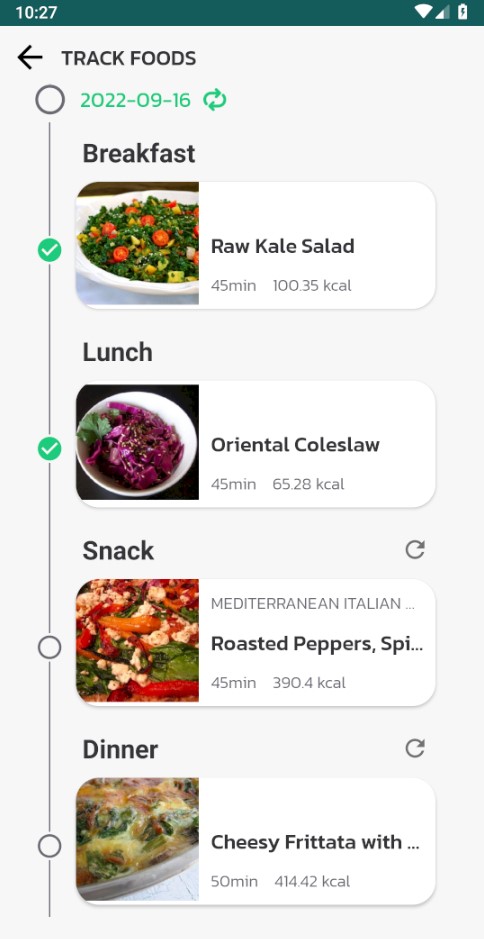 10:27
TRACK FOODS
2022-09-16
Breakfast
Raw Kale Salad
45min 100.35 kcal
Lunch
Oriental Coleslaw
45min 65.28 kcal
Snack
MEDITERRANEAN ITALIAN ...
Roasted Peppers, Spi...
45min 390.4 kcal
Dinner
Cheesy Frittata with ...
50min 414.42 kcal